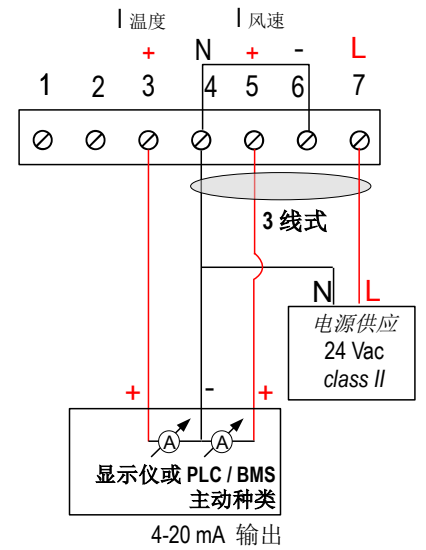 I 温度 I 风速
+ N + - L
1 2 3 4 5 6 7
3 线式
N L
电源供应
24 Vac
class II
+ - +
A A
显示仪或 PLC / BMS
主动种类
4-20 mA 输出